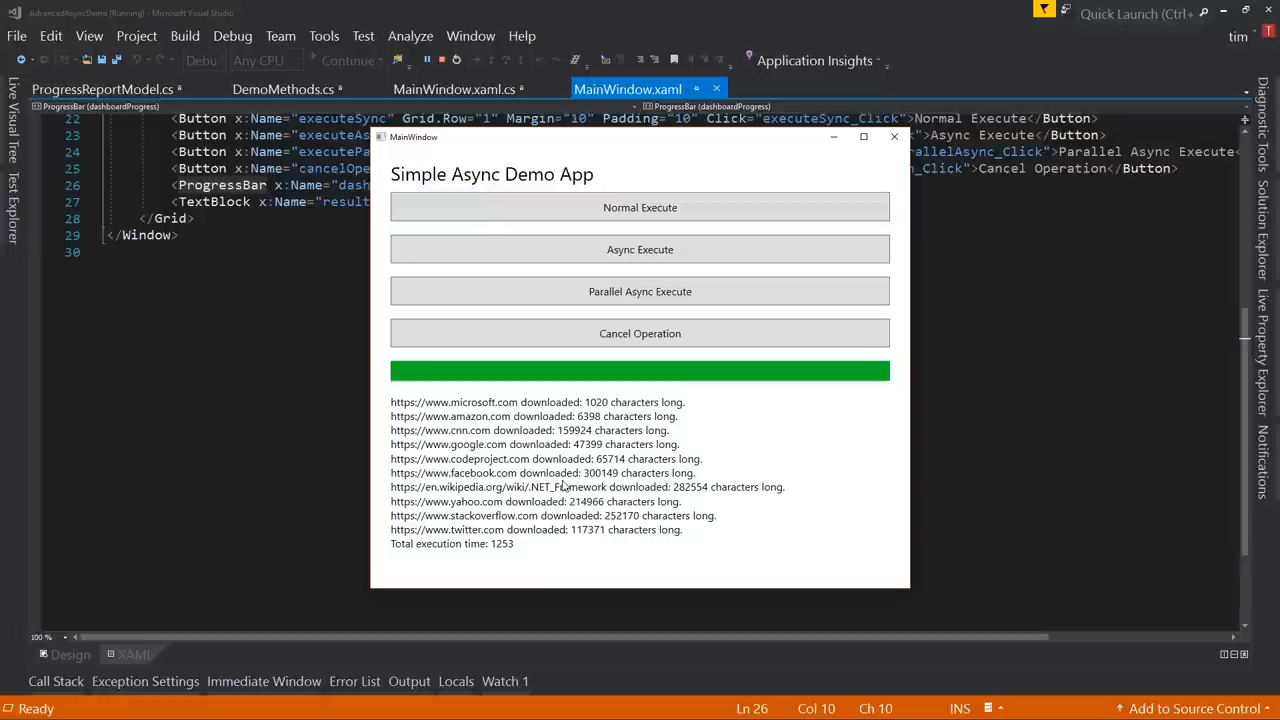 AdvancedAsyncDemo (Running) - Microsoft Visual Studio
Quick Launch (Ctrl+
File Edit View Project Build Debug Team Tools Test Analyze Window Help
tim
T
Debu Any CPU Continue Application Insights
ProgressReportModel.cs DemoMethods.cs MainWindow.xaml.cs MainWindow.xaml
ProgressBar (dashboardProgress) ProgressBar (dashboardProgress)
Live Visual Tree
Test Explorer
22 <Button x:Name="executeSync" Grid.Row="1" Margin="10" Padding="10" Click="executeSync_Click">Normal Execute</Button>
23 <Button x:Name="executeAs >Async Execute</Button>
24 <Button x:Name="executePa arallelAsync_Click">Parallel Async Execute<
25 <Button x:Name="cancelOpe n_Click">Cancel Operation</Button>
26 <ProgressBar x:Name="dash
27 <TextBlock x:Name="result
28 </Grid>
29 </Window>
30
MainWindow
Simple Async Demo App
Normal Execute
Async Execute
Parallel Async Execute
Cancel Operation
https://www.microsoft.com downloaded: 1020 characters long.
https://www.amazon.com downloaded: 6398 characters long.
https://www.cnn.com downloaded: 159924 characters long.
https://www.google.com downloaded: 47399 characters long.
https://www.codeproject.com downloaded: 65714 characters long.
https://www.facebook.com downloaded: 300149 characters long.
https://en.wikipedia.org/wiki/.NET_Framework downloaded: 282554 characters long.
https://www.yahoo.com downloaded: 214966 characters long.
https://www.stackoverflow.com downloaded: 252170 characters long.
https://www.twitter.com downloaded: 117371 characters long.
Total execution time: 1253
Diagnostic Tools
Solution Explorer
Live Property Explorer
Notifications
100 %
Design XAML
Call Stack Exception Settings Immediate Window Error List Output Locals Watch 1
Ready Ln 26 Col 10 Ch 10 INS Add to Source Control